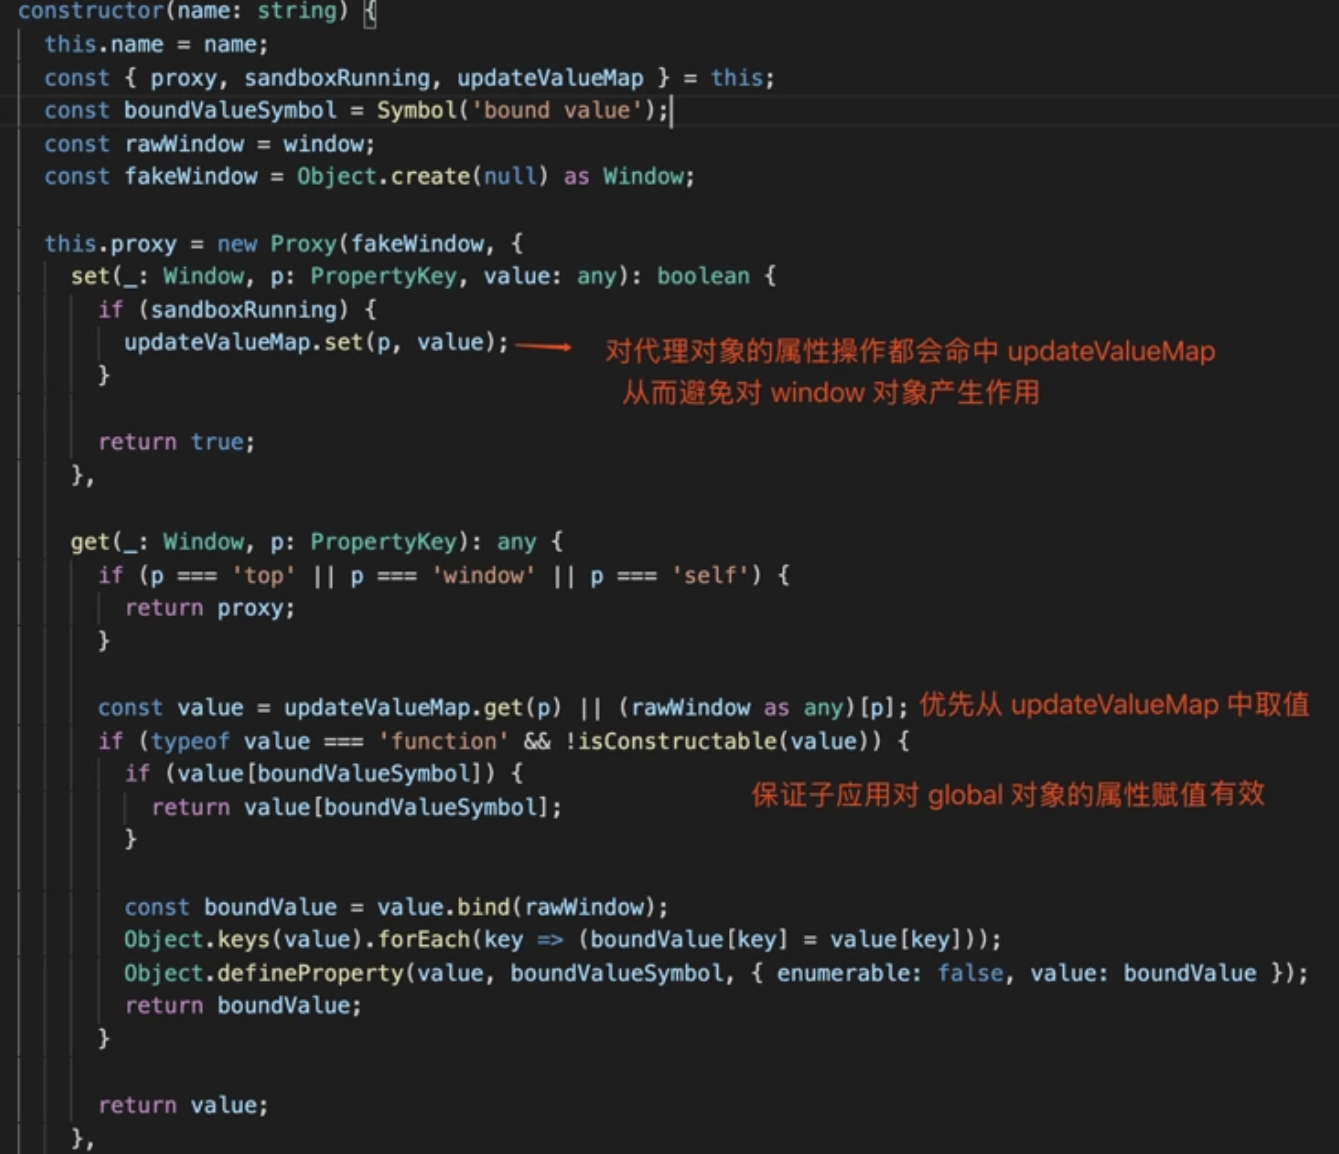 constructor(name: string) {
this.name = name;
const { proxy, sandboxRunning, updateValueMap } = this;
const boundValueSymbol = Symbol('bound value');
const rawWindow = window;
const fakeWindow = Object.create(null) as Window;
this.proxy = new Proxy(fakeWindow, {
set(_: Window, p: PropertyKey, value: any): boolean {
if (sandboxRunning) {
updateValueMap.set(p, value);
对代理对象的属性操作都会命中 updateValueMap
}
从而避免对 window 对象产生作用
return true;
},
get(_: Window, p: PropertyKey): any {
if (p === 'top' || p === 'window' || p === 'self') {
return proxy;
}
const value = updateValueMap.get(p) || (rawWindow as any)[p]; 优先从 updateValueMap 中取值
if (typeof value === 'function' && !isConstructable(value)) {
if (value[boundValueSymbol]) {
return value[boundValueSymbol];
保证子应用对 global 对象的属性赋值有效
}
const boundValue = value.bind(rawWindow);
Object.keys(value).forEach(key => (boundValue[key] = value[key]));
Object.defineProperty(value, boundValueSymbol, { enumerable: false, value: boundValue });
return boundValue;
}
return value;
},